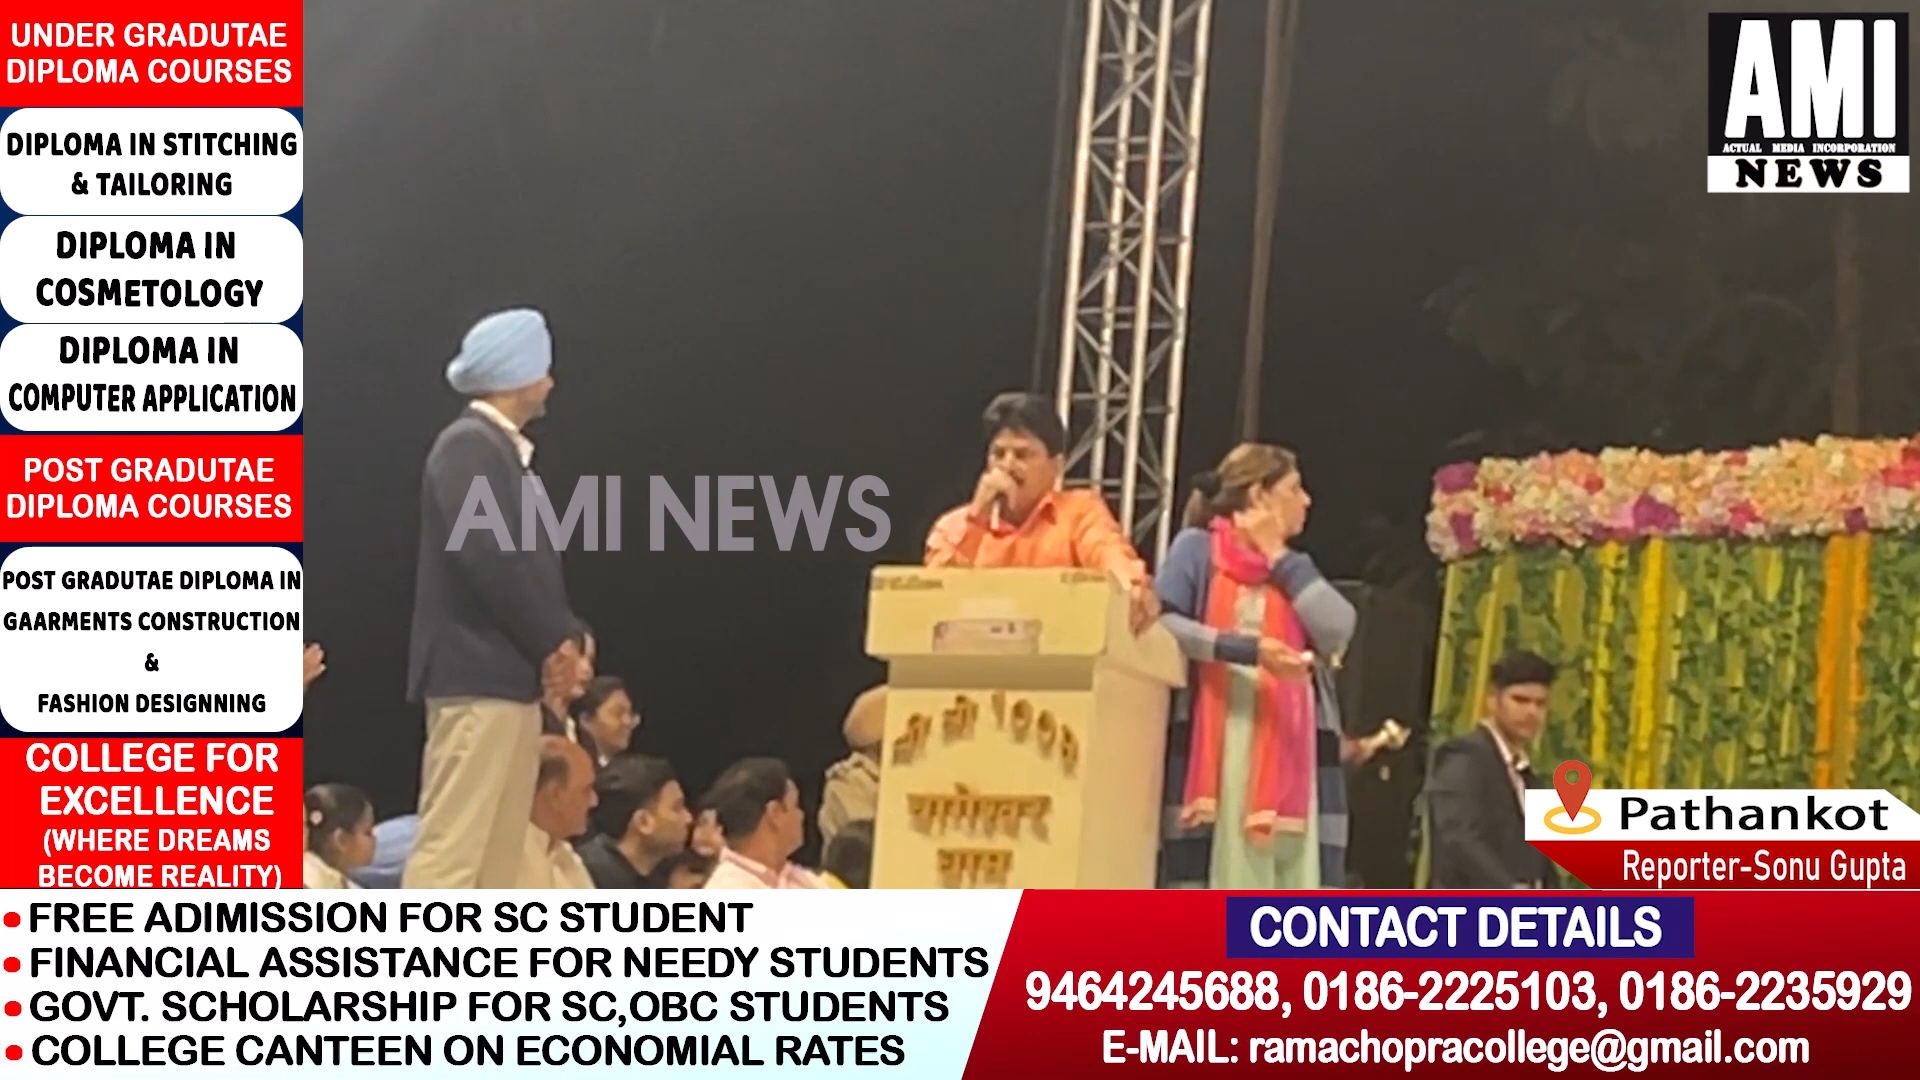 UNDER GRADUTAE
DIPLOMA COURSES
DIPLOMA IN STITCHING
& TAILORING
DIPLOMA IN
COSMETOLOGY
DIPLOMA IN
COMPUTER APPLICATION
POST GRADUTAE
DIPLOMA COURSES
POST GRADUTAE DIPLOMA IN
GAARMENTS CONSTRUCTION
&
FASHION DESIGNNING
COLLEGE FOR
EXCELLENCE
(WHERE DREAMS
BECOME REALITY)
AMI
ACTUAL MEDIA INCORPORATION
NEWS
AMI NEWS
Pathankot
Reporter-Sonu Gupta
• FREE ADIMISSION FOR SC STUDENT
• FINANCIAL ASSISTANCE FOR NEEDY STUDENTS
• GOVT. SCHOLARSHIP FOR SC,OBC STUDENTS
• COLLEGE CANTEEN ON ECONOMIAL RATES
CONTACT DETAILS
9464245688, 0186-2225103, 0186-2235929
E-MAIL: ramachopracollege@gmail.com